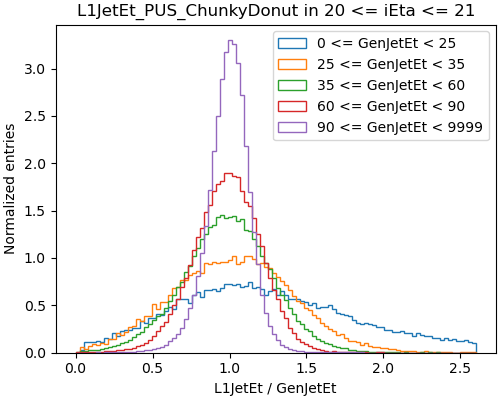 L1JetEt_PUS_ChunkyDonut in 20 <= iEta <= 21
0 <= GenJetEt < 25
25 <= GenJetEt < 35
35 <= GenJetEt < 60
60 <= GenJetEt < 90
90 <= GenJetEt < 9999
Normalized entries
3.0
2.5
2.0
1.5
1.0
0.5
0.0
0.0 0.5 1.0 1.5 2.0 2.5
L1JetEt / GenJetEt